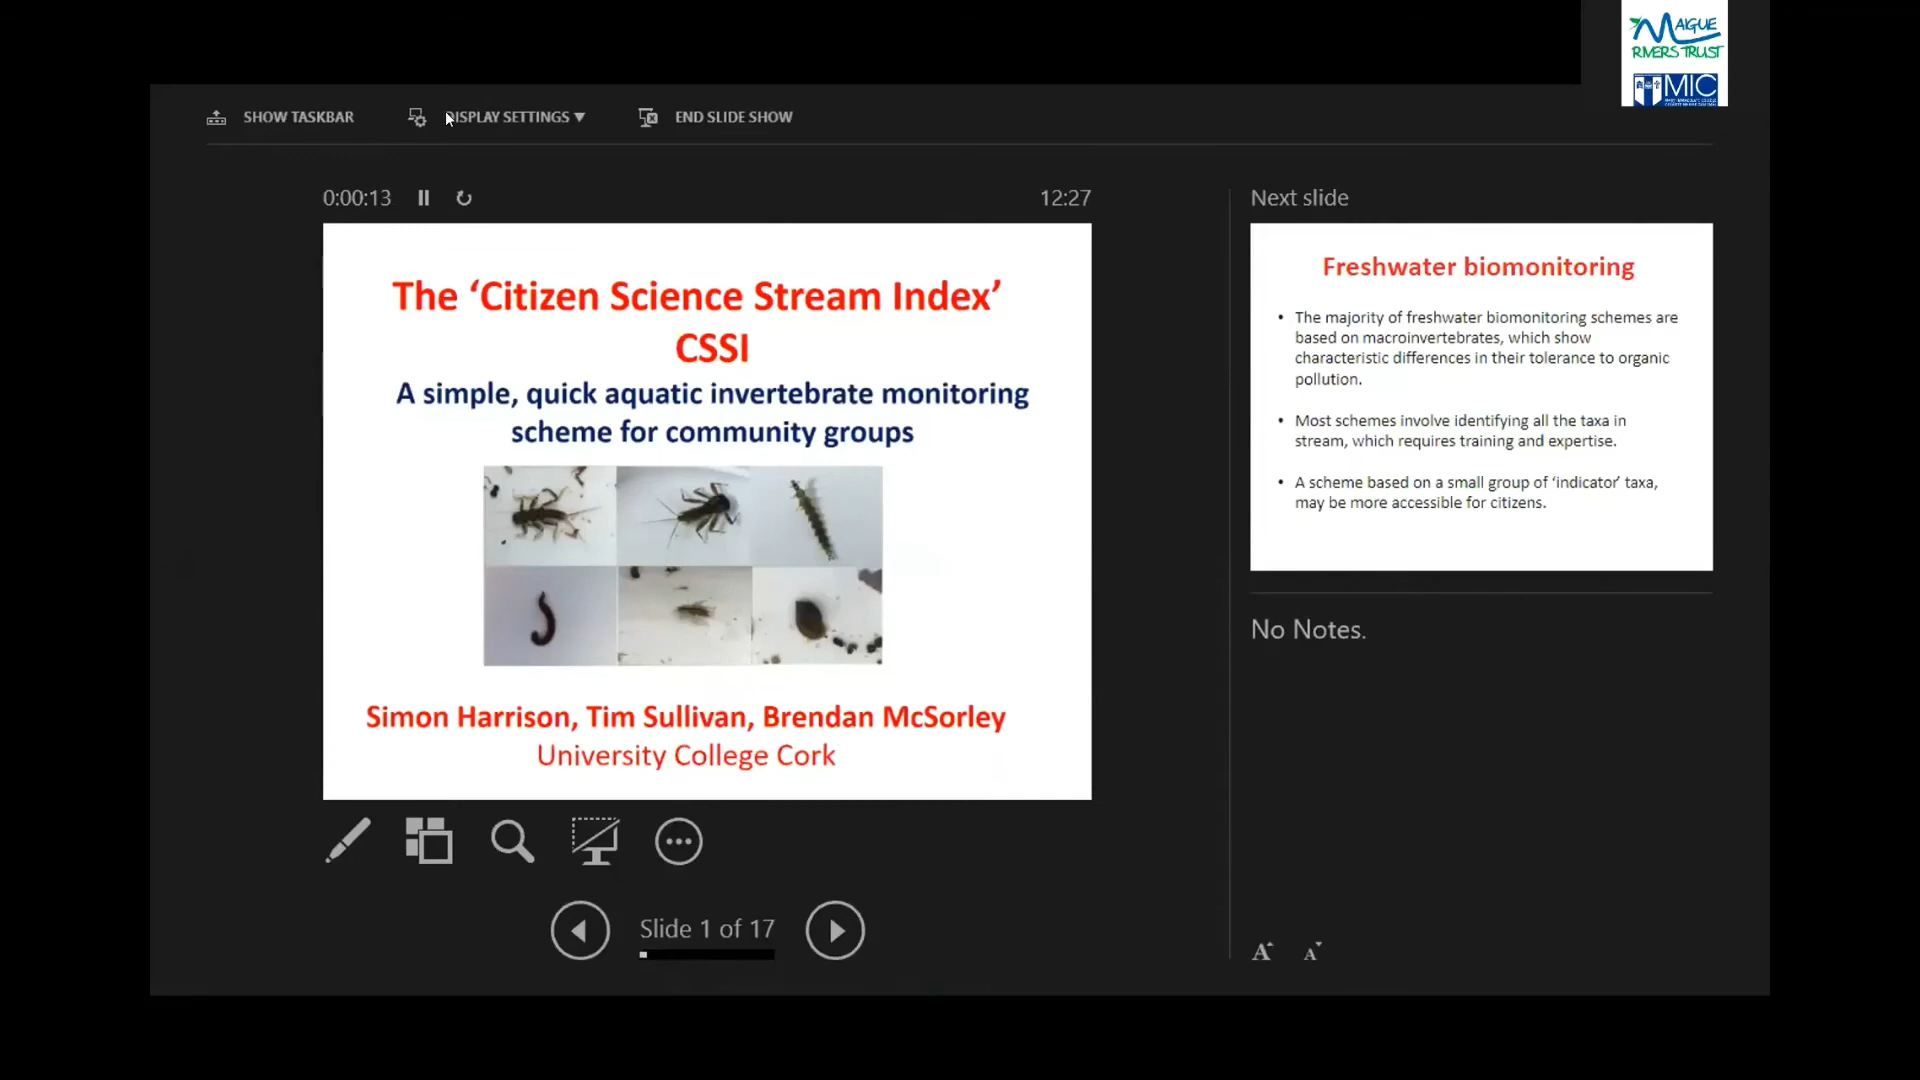 MAIGUE
RIVERS TRUST
MIC
SHOW TASKBAR
DISPLAY SETTINGS ▼
END SLIDE SHOW
0:00:13
12:27
The ‘Citizen Science Stream Index’
CSSI
A simple, quick aquatic invertebrate monitoring
scheme for community groups
Simon Harrison, Tim Sullivan, Brendan McSorley
University College Cork
Slide 1 of 17
Next slide
Freshwater biomonitoring
• The majority of freshwater biomonitoring schemes are
based on macroinvertebrates, which show
characteristic differences in their tolerance to organic
pollution.
• Most schemes involve identifying all the taxa in
stream, which requires training and expertise.
• A scheme based on a small group of ‘indicator’ taxa,
may be more accessible for citizens.
No Notes.
A A